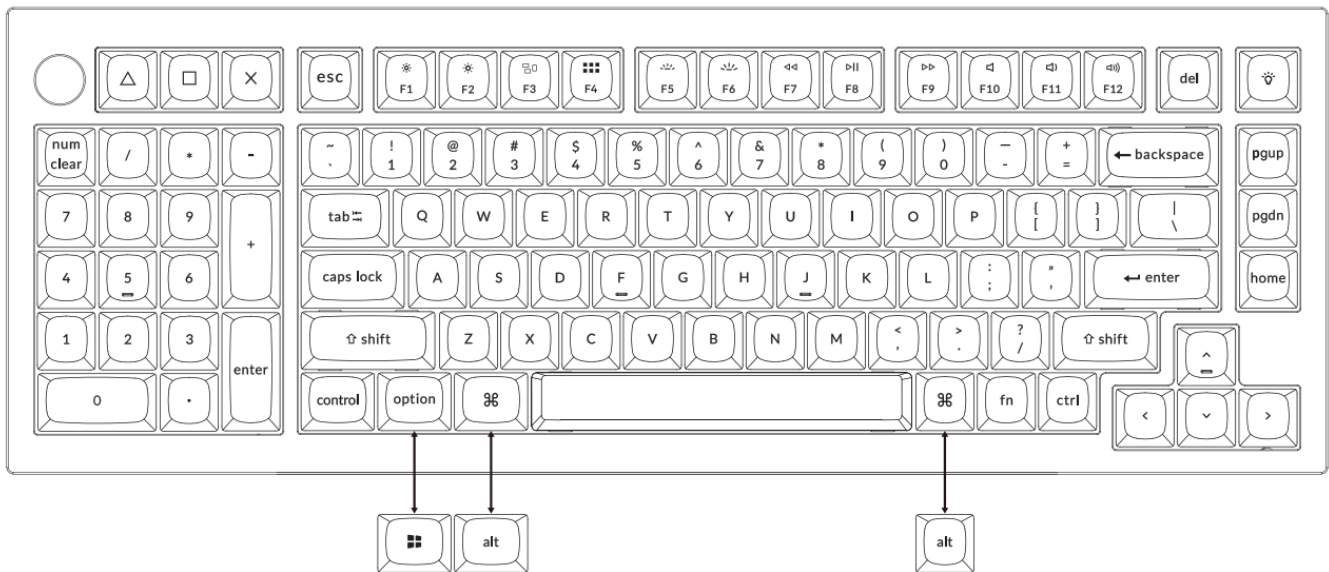 △ □ × esc F1 F2 F3 F4 F5 F6 F7 F8 F9 F10 F11 F12 del
num clear / * - ~ ` ! 1 @ 2 # 3 $ 4 % 5 ^ 6 & 7 * 8 ( 9 ) 0 — - + = ← backspace pgup
7 8 9 + tab Q W E R T Y U I O P { [ } ] | \ pgdn
4 5 6 caps lock A S D F G H J K L : ; " , ↵ enter home
1 2 3 enter ⇧ shift Z X C V B N M < , > . ? / ⇧ shift ^
0 . control option ⌘ ⌘ fn ctrl < ⌄ >
alt alt